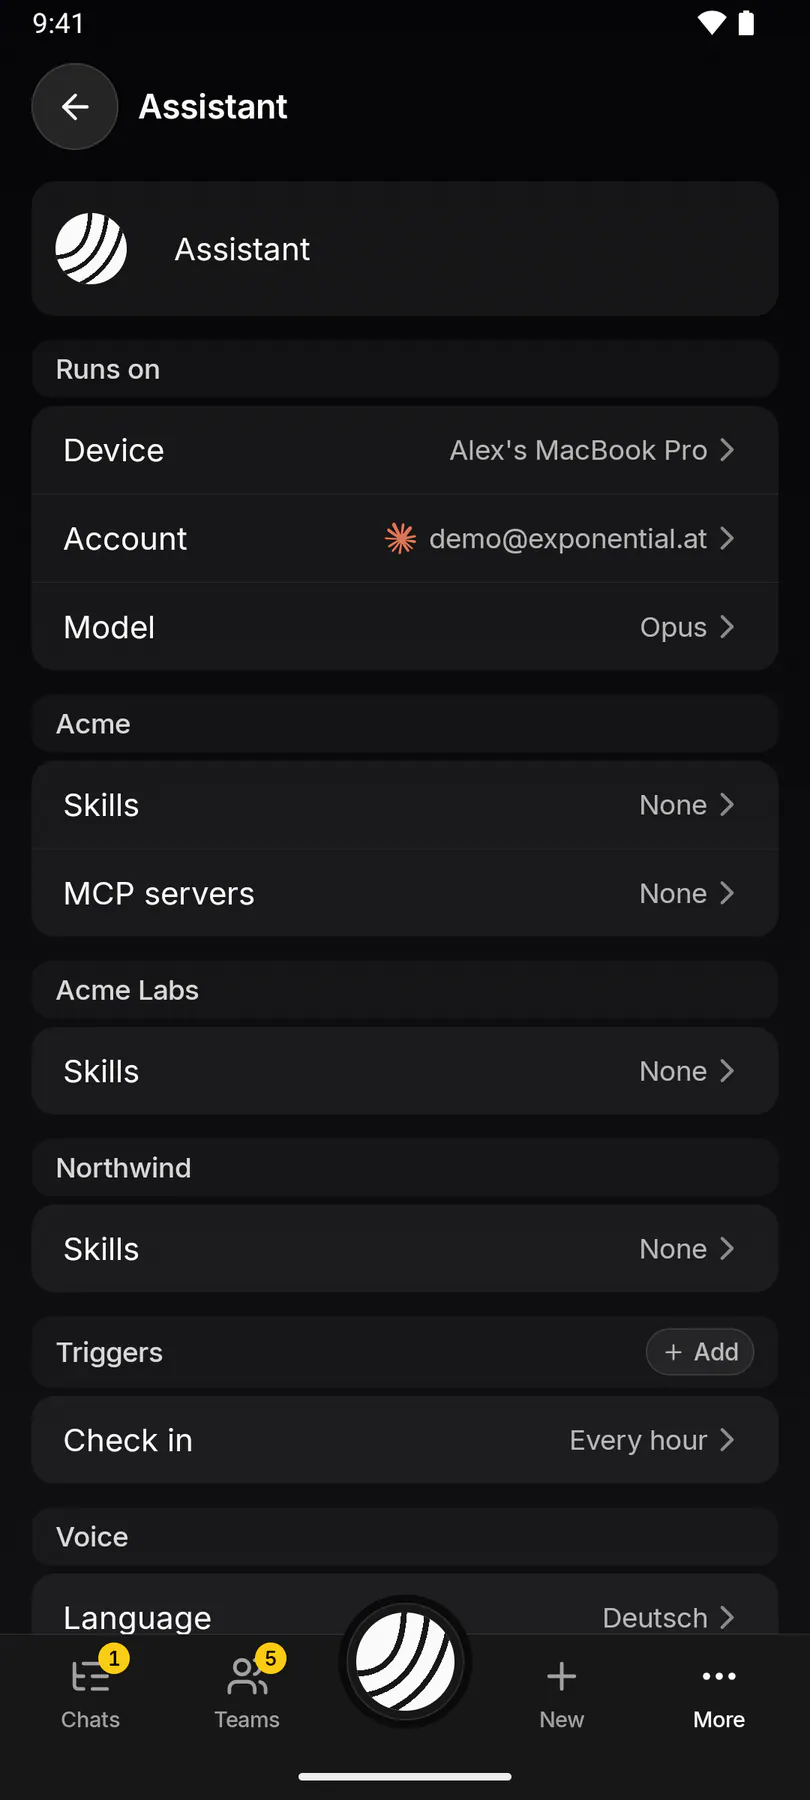 9:41
Assistant
Assistant
Runs on
Device Alex's MacBook Pro
Account demo@exponential.at
Model Opus
Acme
Skills None
MCP servers None
Acme Labs
Skills None
Northwind
Skills None
Triggers + Add
Check in Every hour
Voice
Language Deutsch
1 5
Chats Teams New More